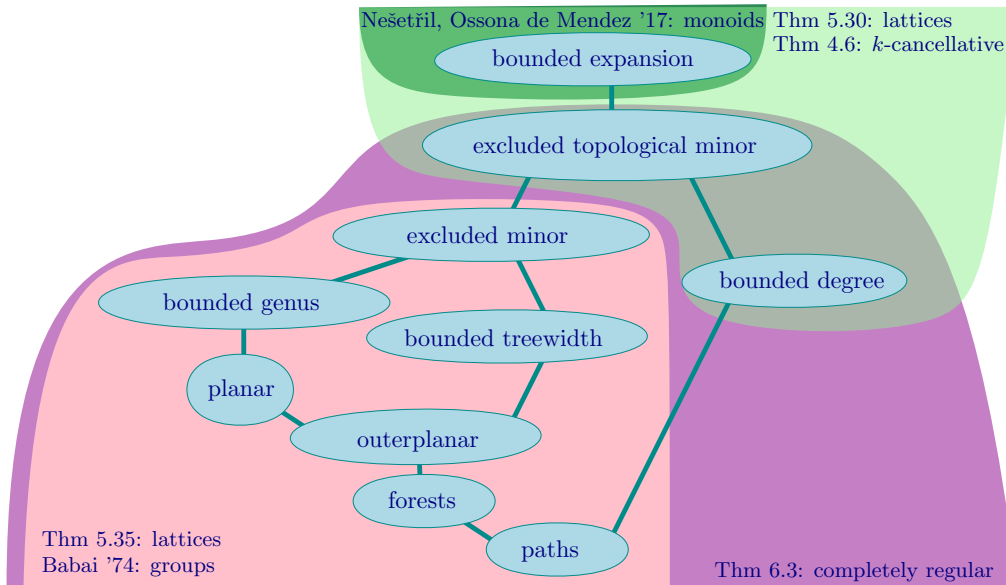 Nešetřil, Ossona de Mendez '17: monoids
Thm 5.30: lattices
Thm 4.6: k-cancellative
bounded expansion
excluded topological minor
excluded minor
bounded degree
bounded genus
bounded treewidth
planar
outerplanar
forests
paths
Thm 5.35: lattices
Babai '74: groups
Thm 6.3: completely regular